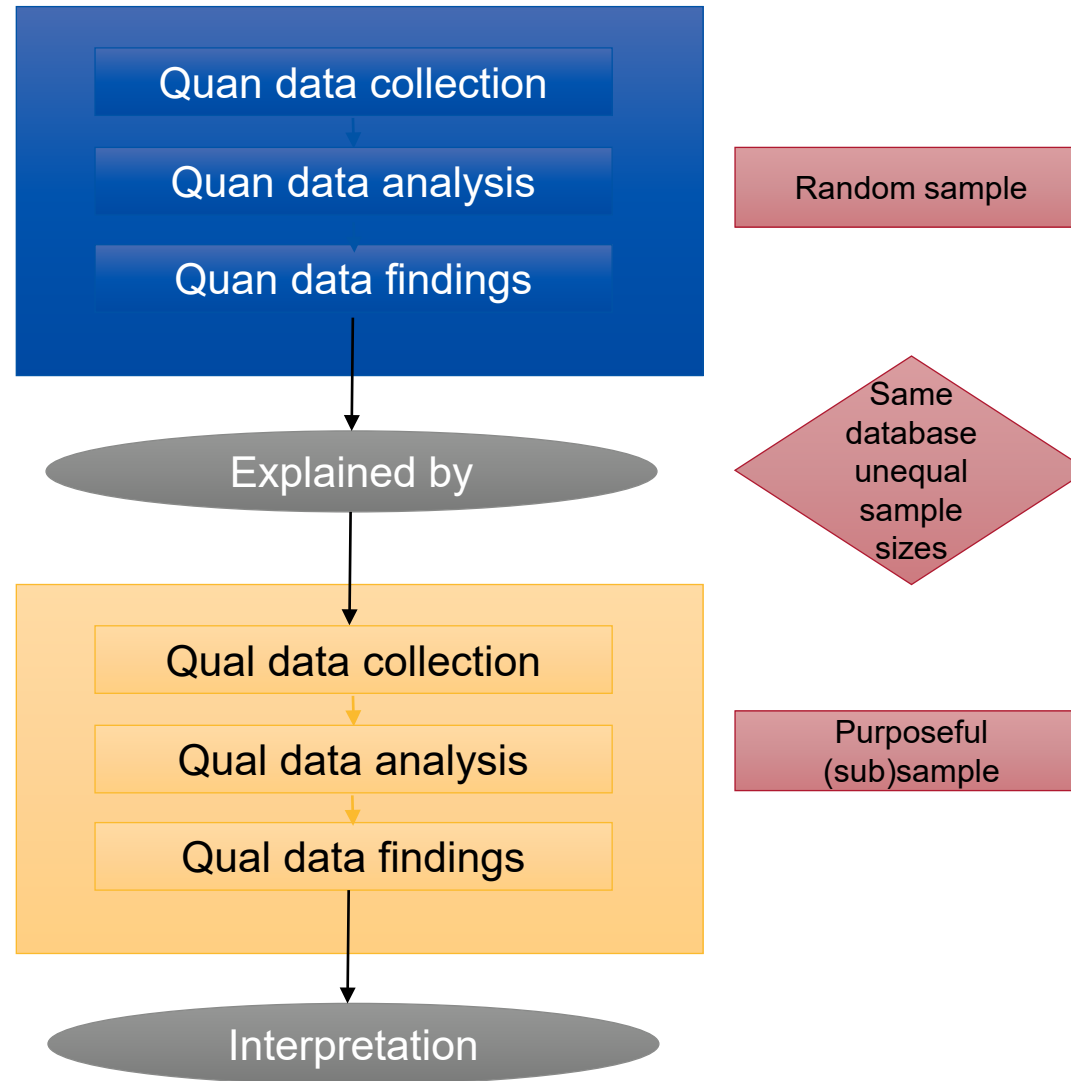 Quan data collection
Quan data analysis
Random sample
Quan data findings
Explained by
Same
database
unequal
sample
sizes
Qual data collection
Qual data analysis
Purposeful
(sub)sample
Qual data findings
Interpretation